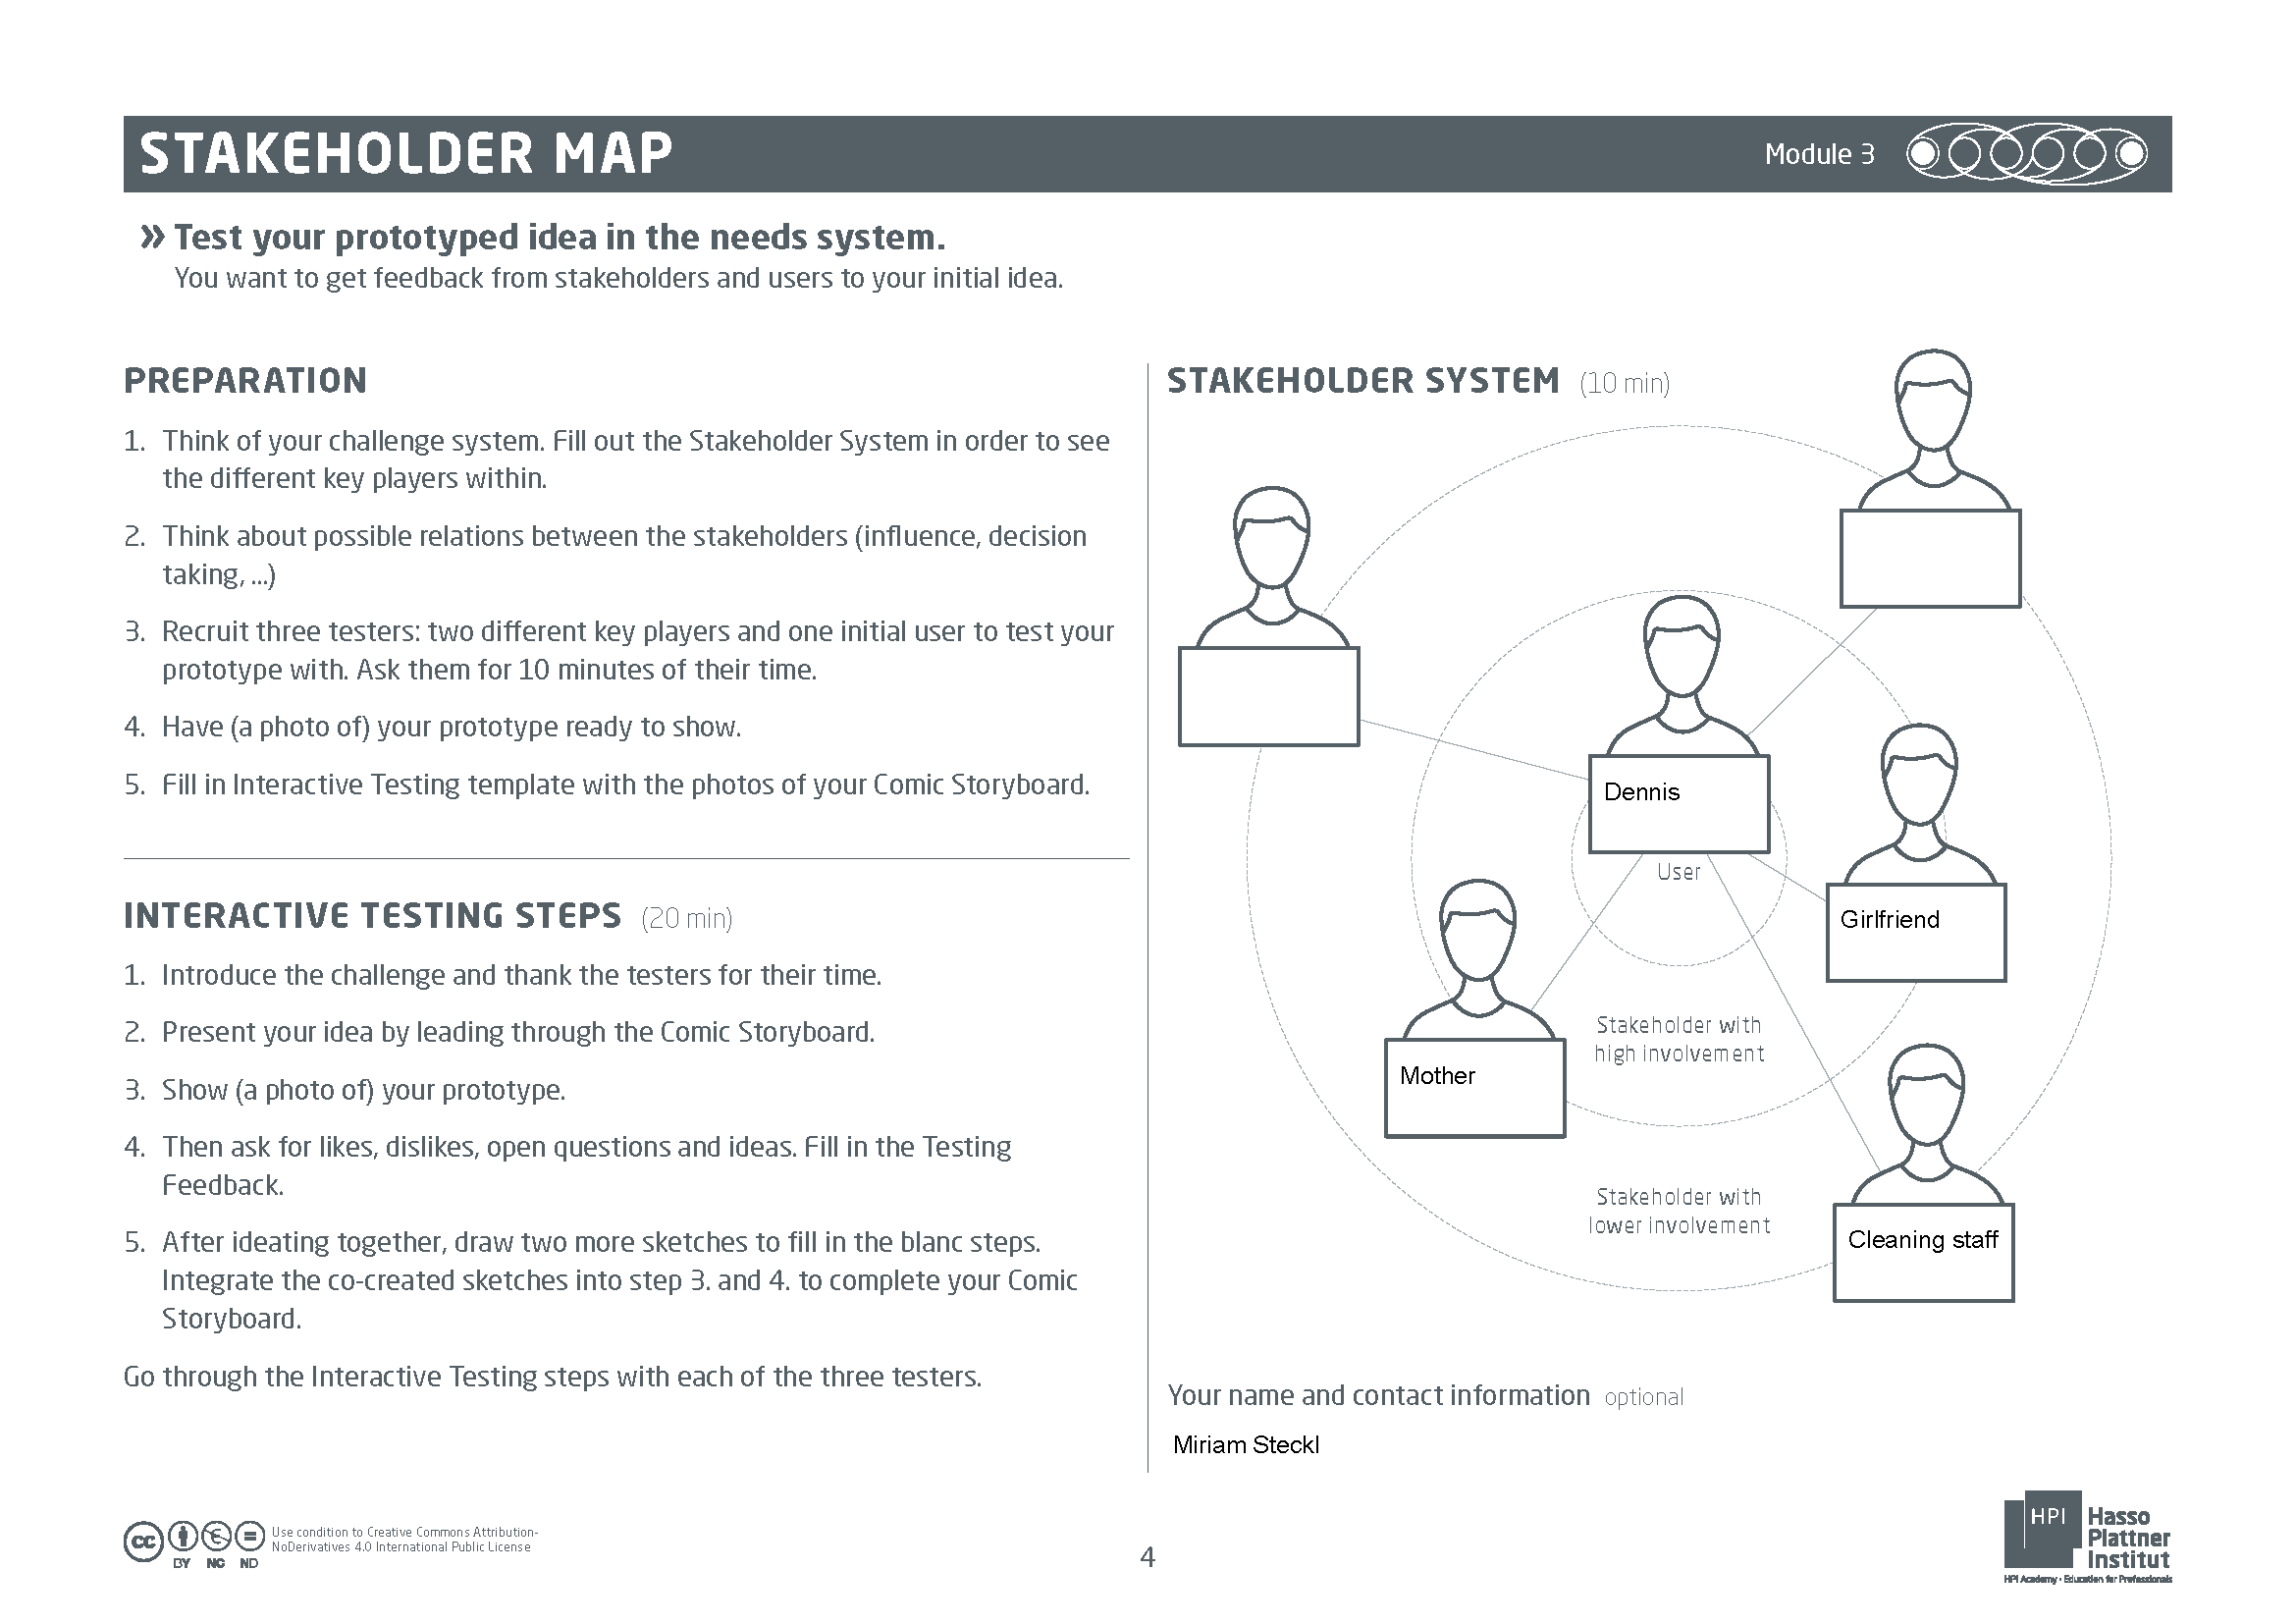 STAKEHOLDER MAP
Module 3
» Test your prototyped idea in the needs system.
You want to get feedback from stakeholders and users to your initial idea.
PREPARATION
1. Think of your challenge system. Fill out the Stakeholder System in order to see
the different key players within.
2. Think about possible relations between the stakeholders (influence, decision
taking, ...)
3. Recruit three testers: two different key players and one initial user to test your
prototype with. Ask them for 10 minutes of their time.
4. Have (a photo of) your prototype ready to show.
5. Fill in Interactive Testing template with the photos of your Comic Storyboard.
INTERACTIVE TESTING STEPS (20 min)
1. Introduce the challenge and thank the testers for their time.
2. Present your idea by leading through the Comic Storyboard.
3. Show (a photo of) your prototype.
4. Then ask for likes, dislikes, open questions and ideas. Fill in the Testing
Feedback.
5. After ideating together, draw two more sketches to fill in the blanc steps.
Integrate the co-created sketches into step 3. and 4. to complete your Comic
Storyboard.
Go through the Interactive Testing steps with each of the three testers.
STAKEHOLDER SYSTEM (10 min)
Dennis
User
Girlfriend
Mother
Stakeholder with
high involvement
Stakeholder with
lower involvement
Cleaning staff
Your name and contact information optional
Miriam Steckl
cc BY NC ND
Use condition to Creative Commons Attribution-
NoDerivatives 4.0 International Public License
4
HPI Hasso
Plattner
Institut
HPI Academy • Education for Professionals